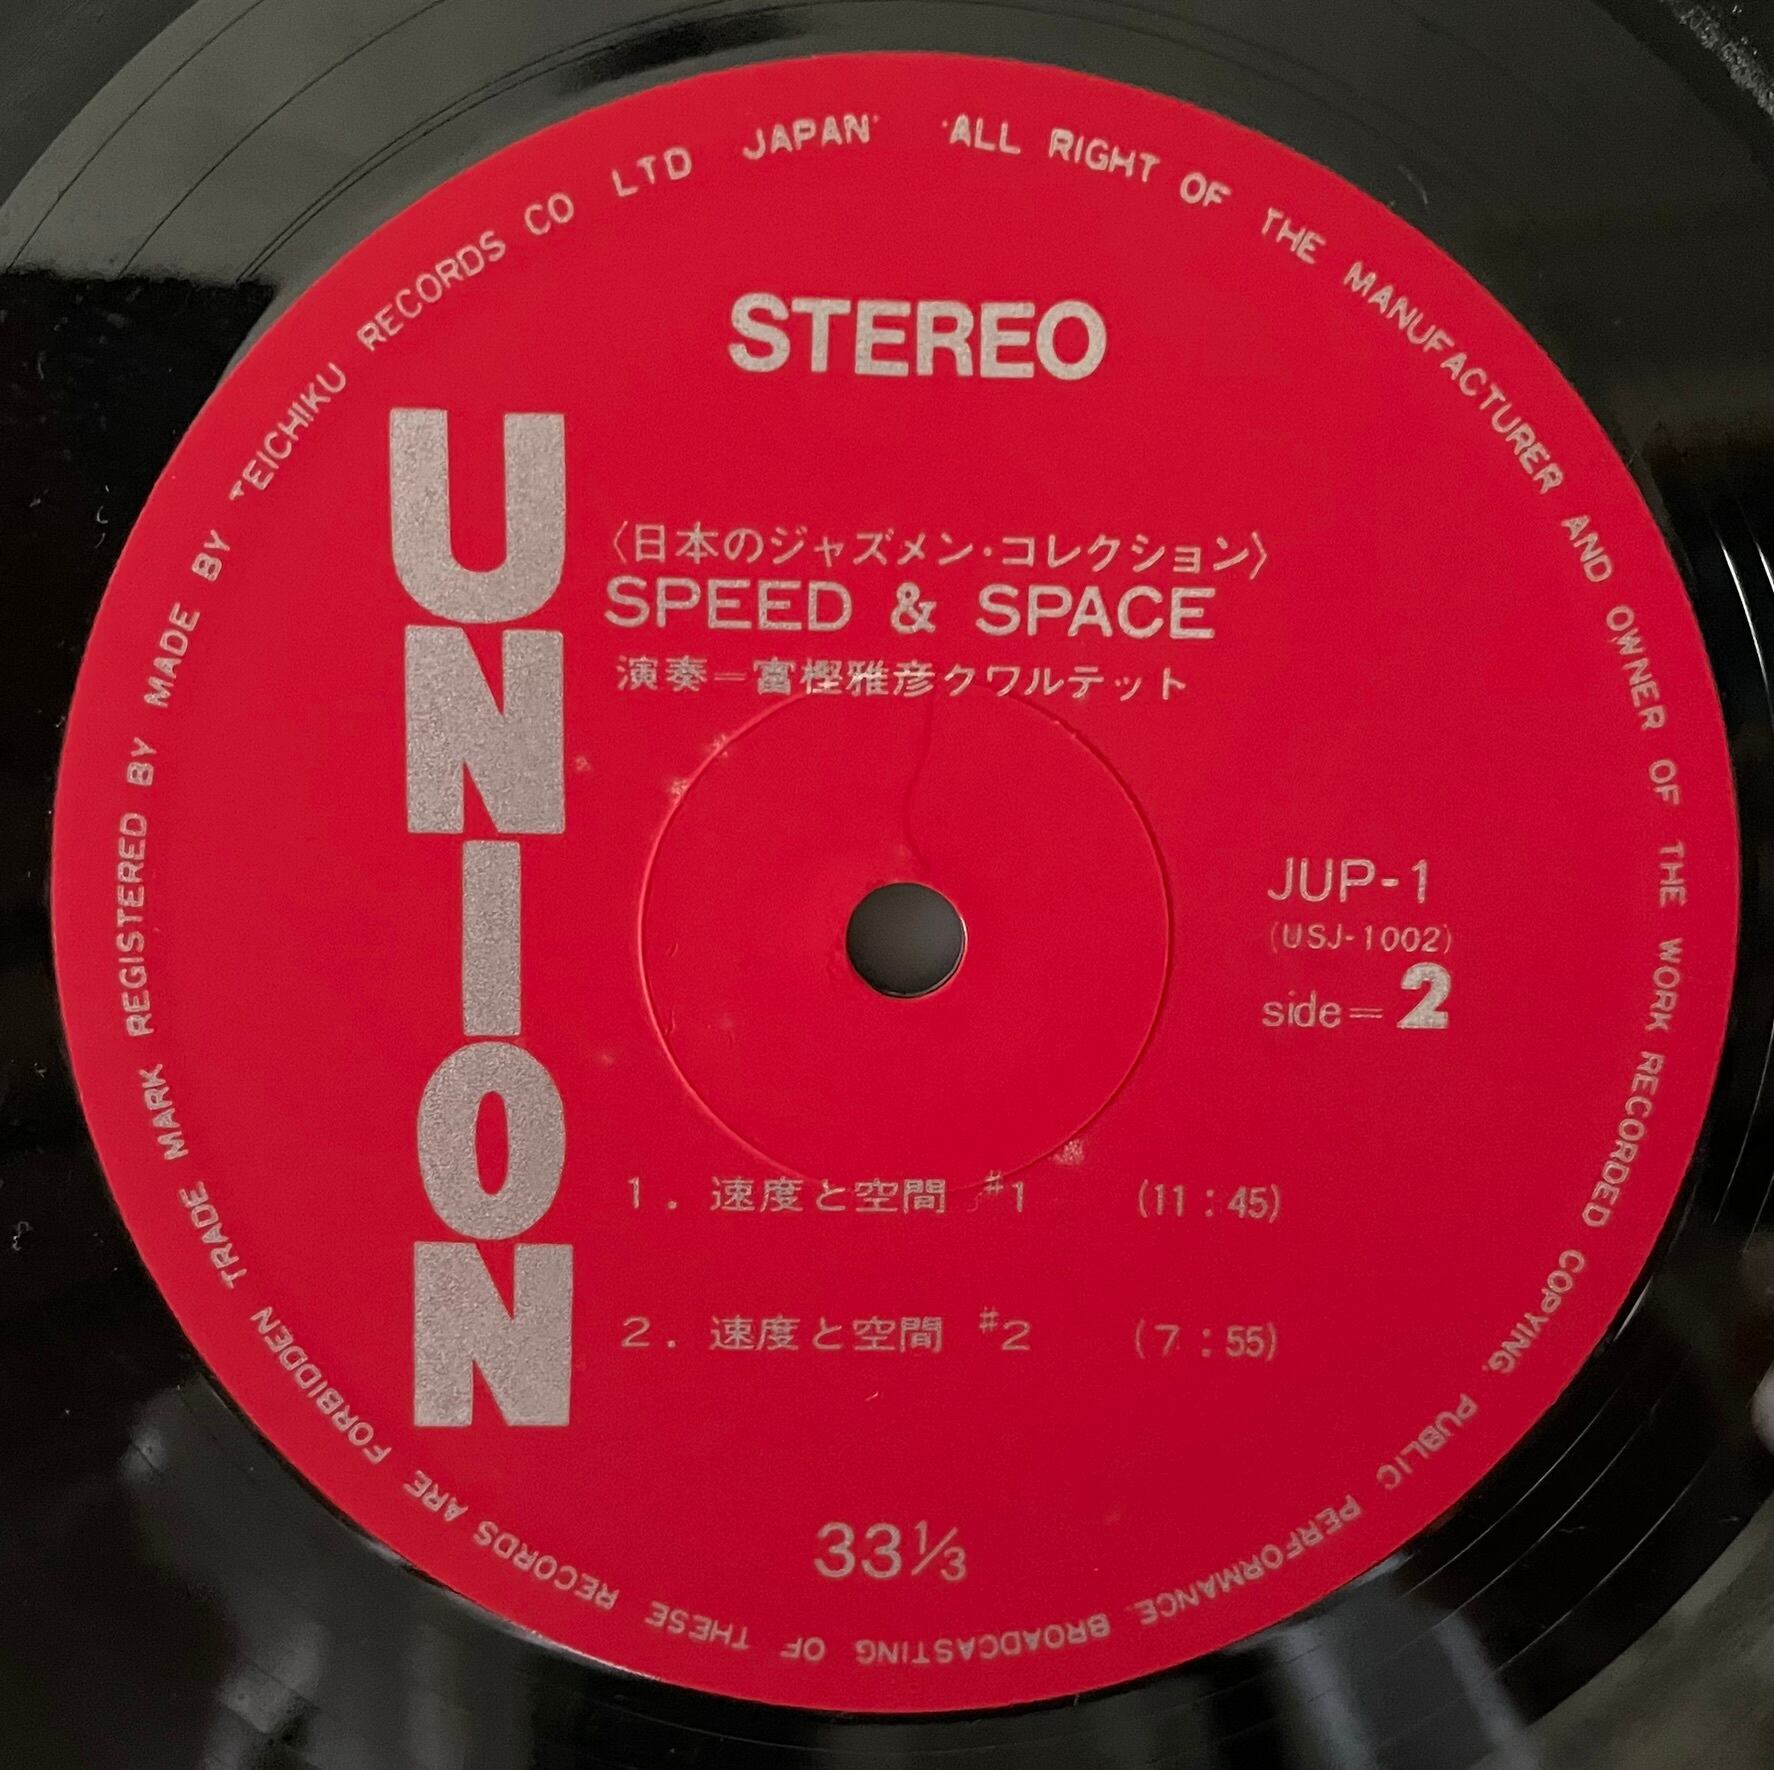 TRADE MARK REGISTERED BY MADE BY TEICHIKU RECORDS CO LTD JAPAN
ALL RIGHT OF THE MANUFACTURER AND OWNER OF THE WORK RECORDED COPYING. PUBLIC PERFORMANCE. BROADCASTING OF THESE RECORDS ARE FORBIDDEN
STEREO
UNION
〈日本のジャズメン・コレクション〉
SPEED & SPACE
演奏=富樫雅彦クワルテット
JUP-1
(USJ-1002)
side=2
1. 速度と空間 #1 (11:45)
2. 速度と空間 #2 (7:55)
33⅓